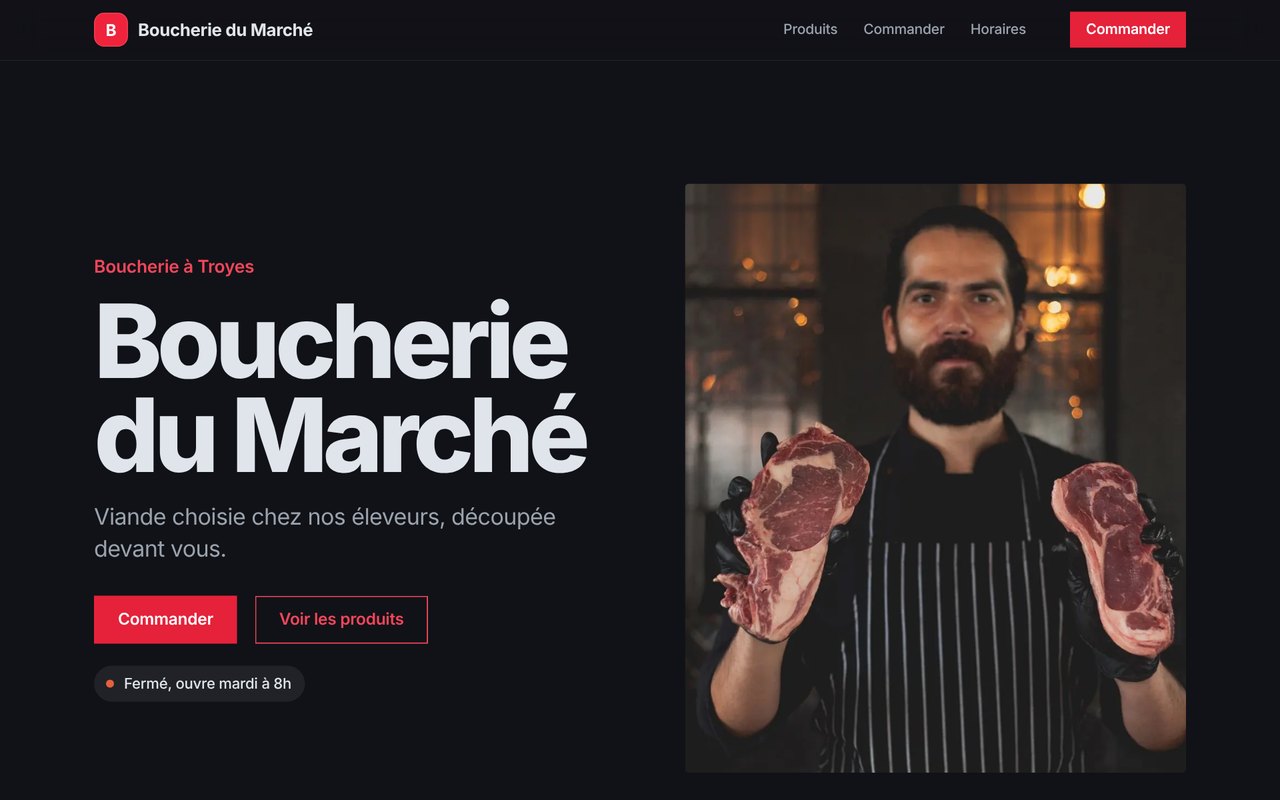 B
Boucherie du Marché
Produits
Commander
Horaires
Commander
Boucherie à Troyes
Boucherie
du Marché
Viande choisie chez nos éleveurs, découpée
devant vous.
Commander
Voir les produits
Fermé, ouvre mardi à 8h